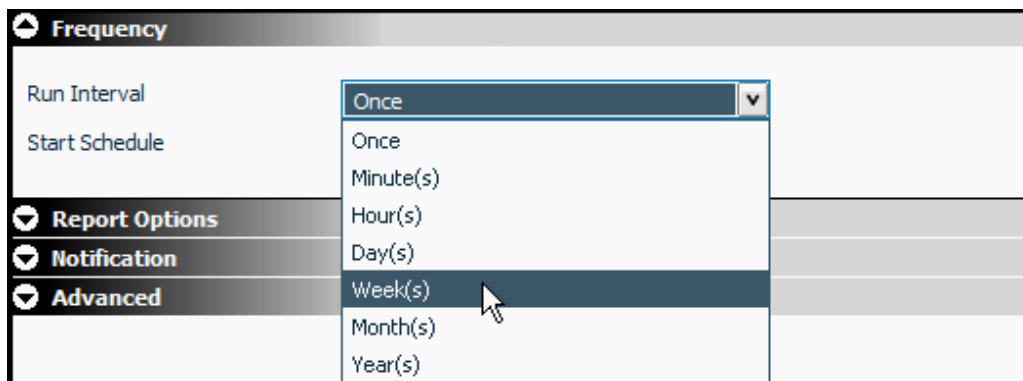 Frequency
Run Interval
Once
Start Schedule
Once
Minute(s)
Hour(s)
Report Options
Day(s)
Notification
Week(s)
Advanced
Month(s)
Year(s)